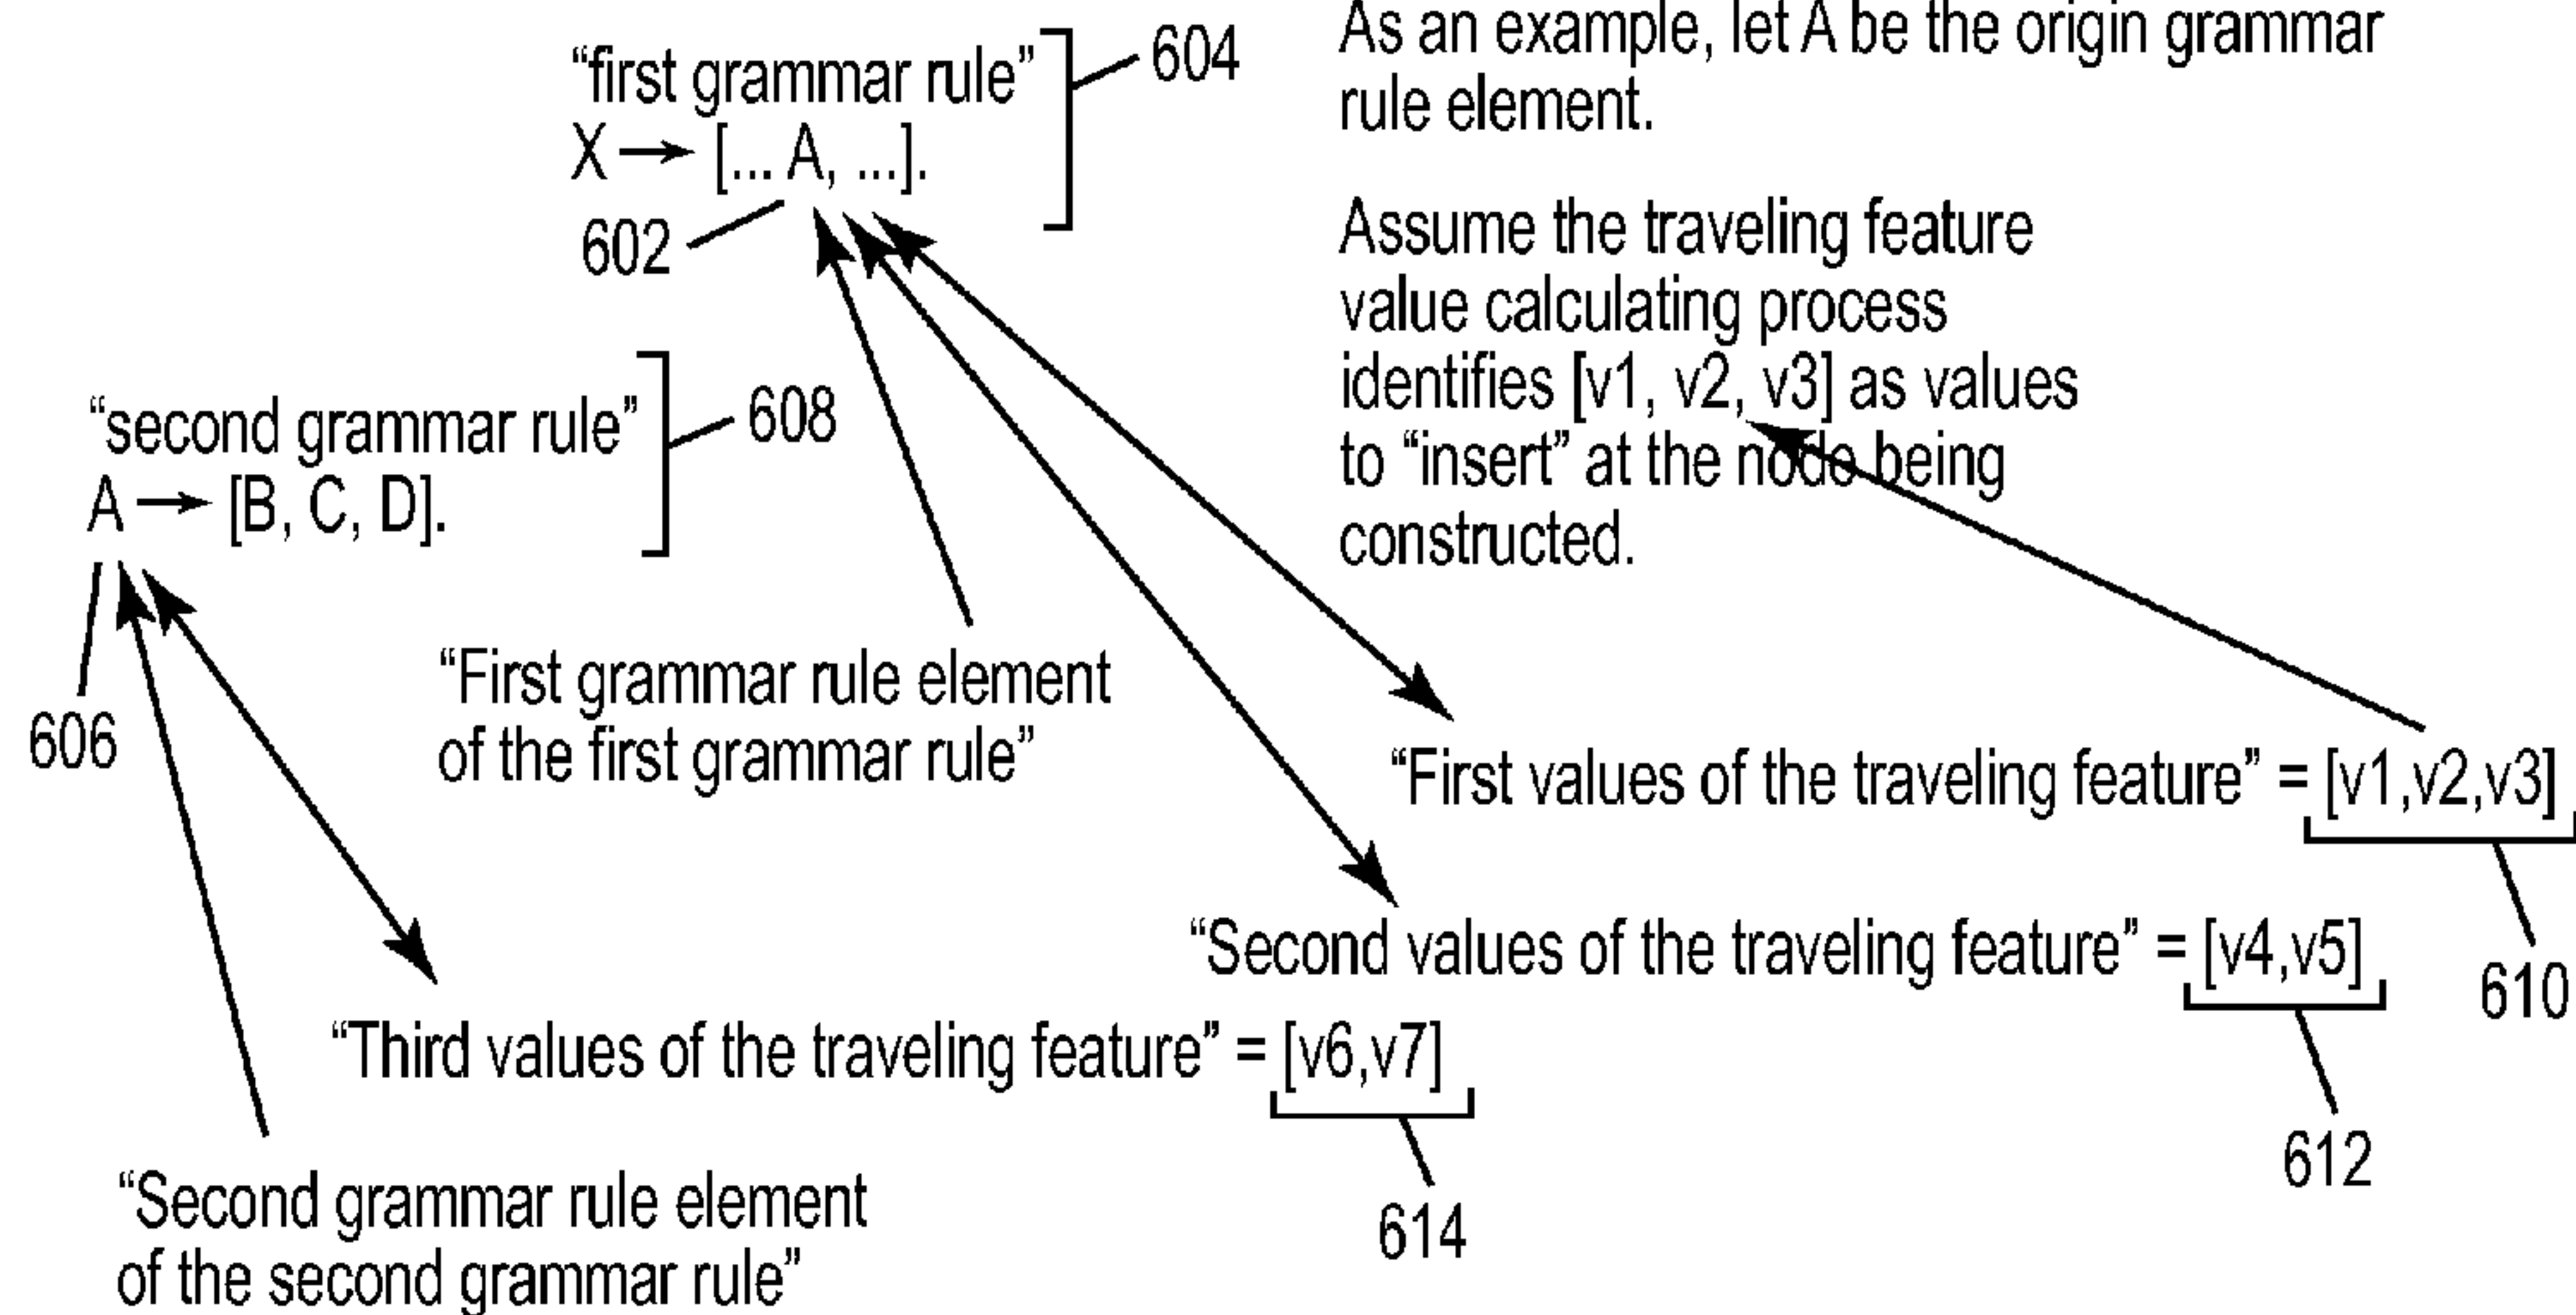 “first grammar rule”
604
X → [... A, ...].
602
As an example, let A be the origin grammar
rule element.
Assume the traveling feature
value calculating process
identifies [v1, v2, v3] as values
to “insert” at the node being
constructed.
“second grammar rule”
608
A → [B, C, D].
606
“First grammar rule element
of the first grammar rule”
“First values of the traveling feature” = [v1,v2,v3]
610
“Second values of the traveling feature” = [v4,v5]
612
“Third values of the traveling feature” = [v6,v7]
614
“Second grammar rule element
of the second grammar rule”